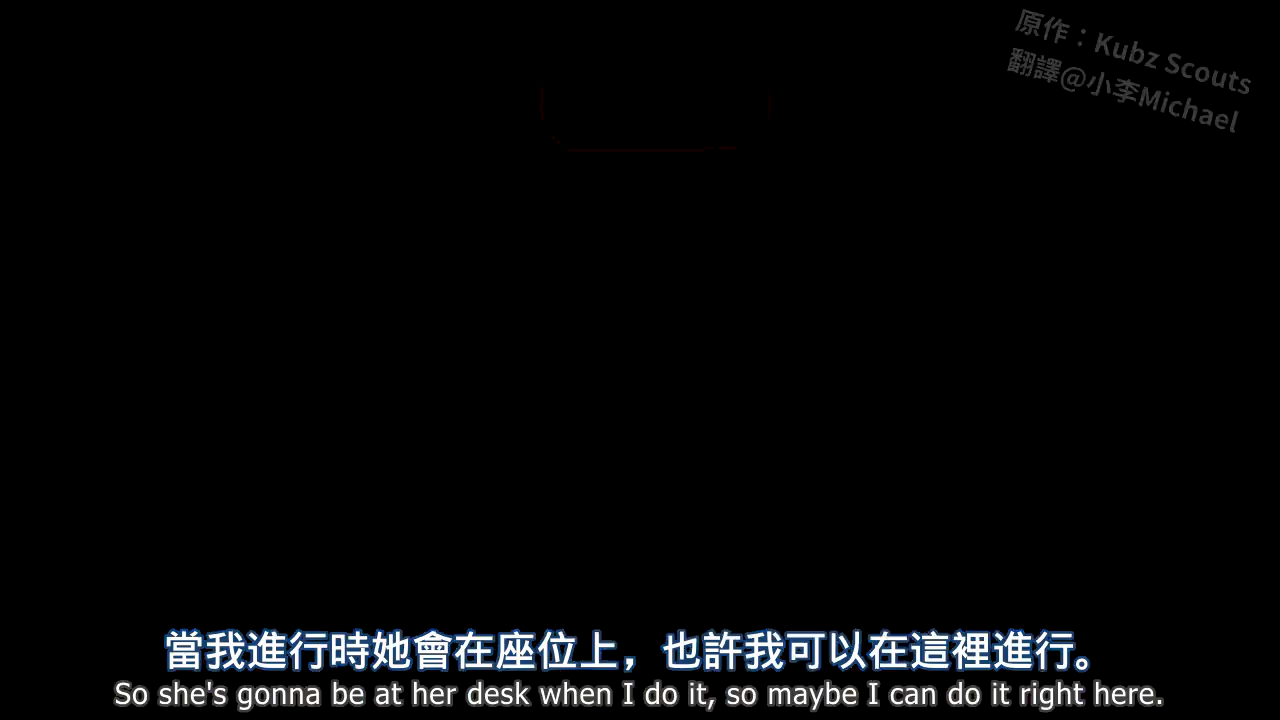 原作：Kubz Scouts
翻譯@小李Michael
當我進行時她會在座位上，也許我可以在這裡進行。
So she's gonna be at her desk when I do it, so maybe I can do it right here.